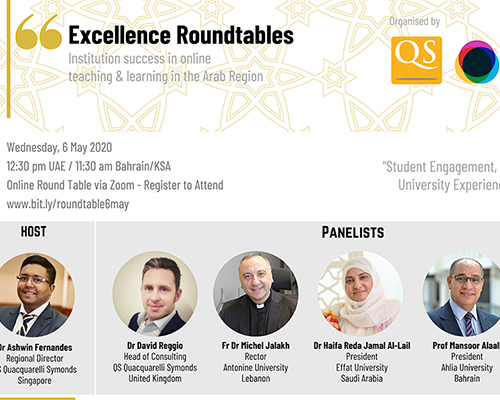 Excellence Roundtables
Institution success in online
teaching & learning in the Arab Region
Organised by
QS
Wednesday, 6 May 2020
12:30 pm UAE / 11:30 am Bahrain/KSA
Online Round Table via Zoom - Register to Attend
www.bit.ly/roundtable6may
"Student Engagement,
University Experien
HOST
PANELISTS
Dr Ashwin Fernandes
Regional Director
QS Quacquarelli Symonds
Singapore
Dr David Reggio
Head of Consulting
QS Quacquarelli Symonds
United Kingdom
Fr Dr Michel Jalakh
Rector
Antonine University
Lebanon
Dr Haifa Reda Jamal Al-Lail
President
Effat University
Saudi Arabia
Prof Mansoor Alaali
President
Ahlia University
Bahrain